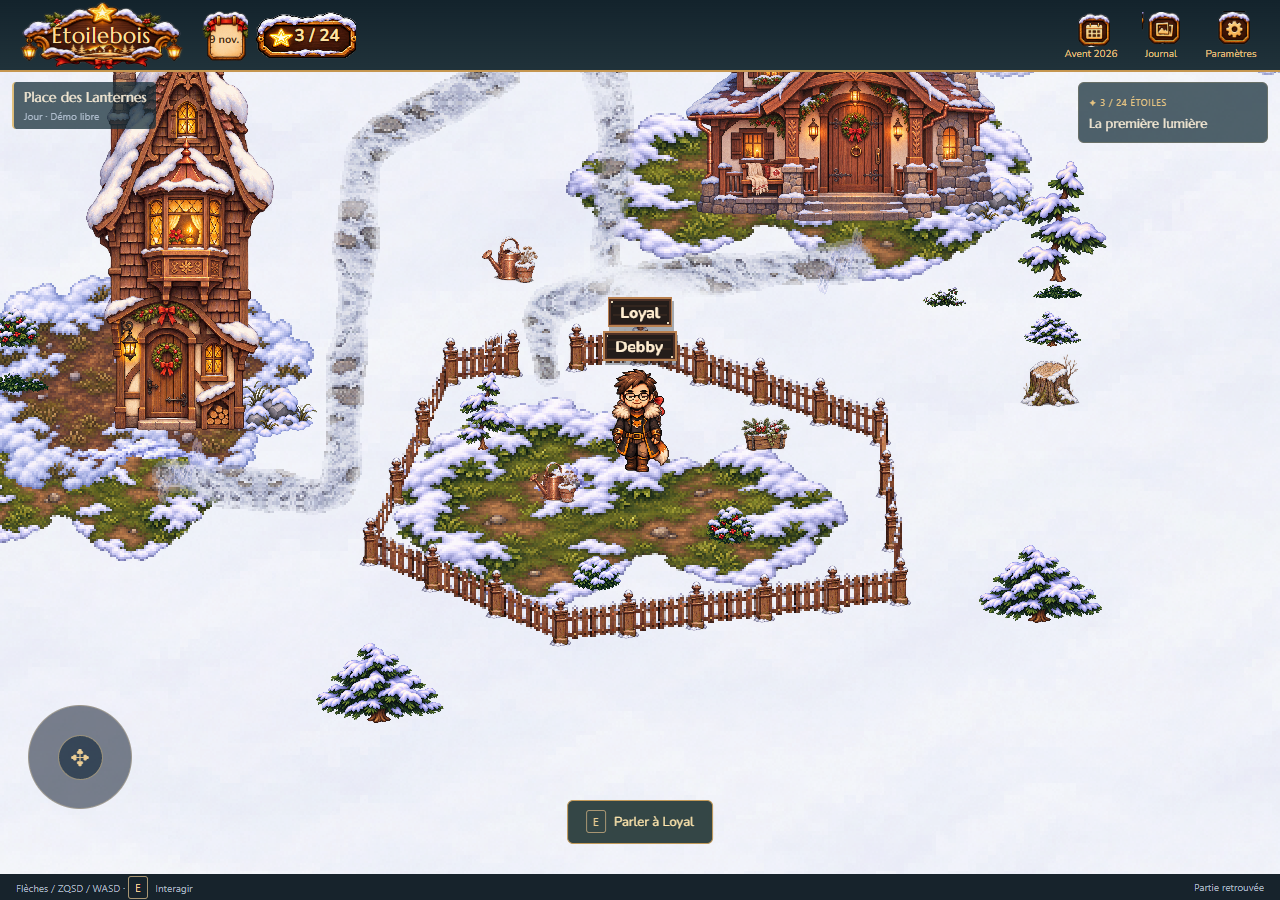 Etoilebois
9 nov.
3 / 24
Avent 2026
Journal
Paramètres
Place des Lanternes
Jour · Démo libre
✦ 3 / 24 ÉTOILES
La première lumière
Loyal
Debby
E Parler à Loyal
Flèches / ZQSD / WASD · E Interagir
Partie retrouvée